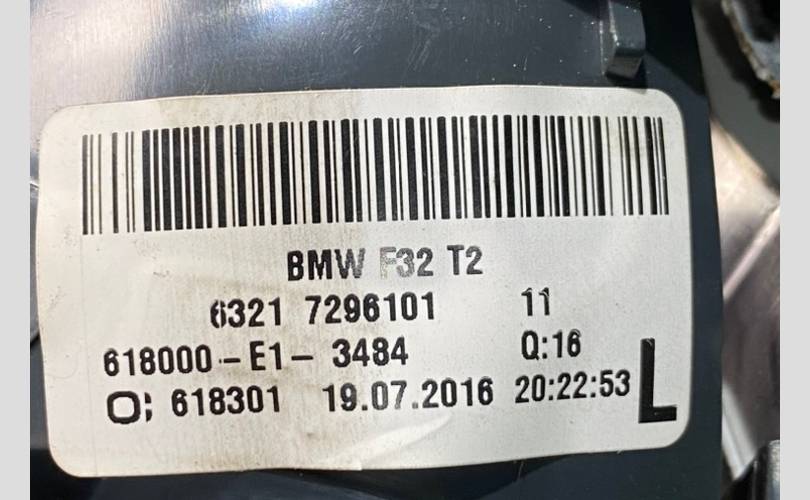 BMW F32 T2
6321 7296101 11
618000-E1- 3484 Q:16
O: 618301 19.07.2016 20:22:53 L